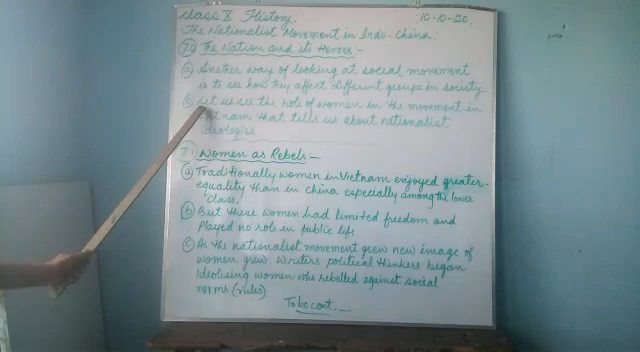 class 8 History. 10-10-20.
The Nationalist Movement in Indo-China:
7.0 The Nation and its Heroes:-
a Another way of looking at social movement
is to see how they affect different groups in society
b Let us see the role of women in the movement in
nam that tells us about nationalist
ideologies
7.1 Women as Rebels:-
a Traditionally women in Vietnam enjoyed greater
equality than in China especially among the lower
Class.
b But these women had limited freedom and
Played no role in public life
c As the nationalist movement grew new image of
women grew. Writers political thinkers began
Ideolising women who rebelled against social
norms (rules)
To be cont...